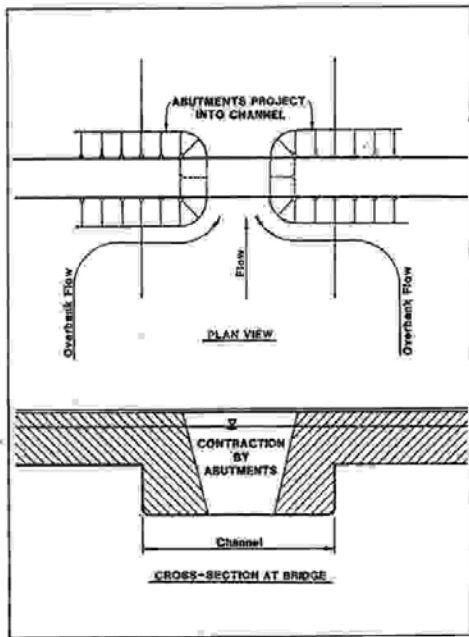 ABUTMENTS PROJECT
INTO CHANNEL
Overbank Flow
Flow
Overbank Flow
PLAN VIEW
CONTRACTION
BY
ABUTMENTS
Channel
CROSS-SECTION AT BRIDGE